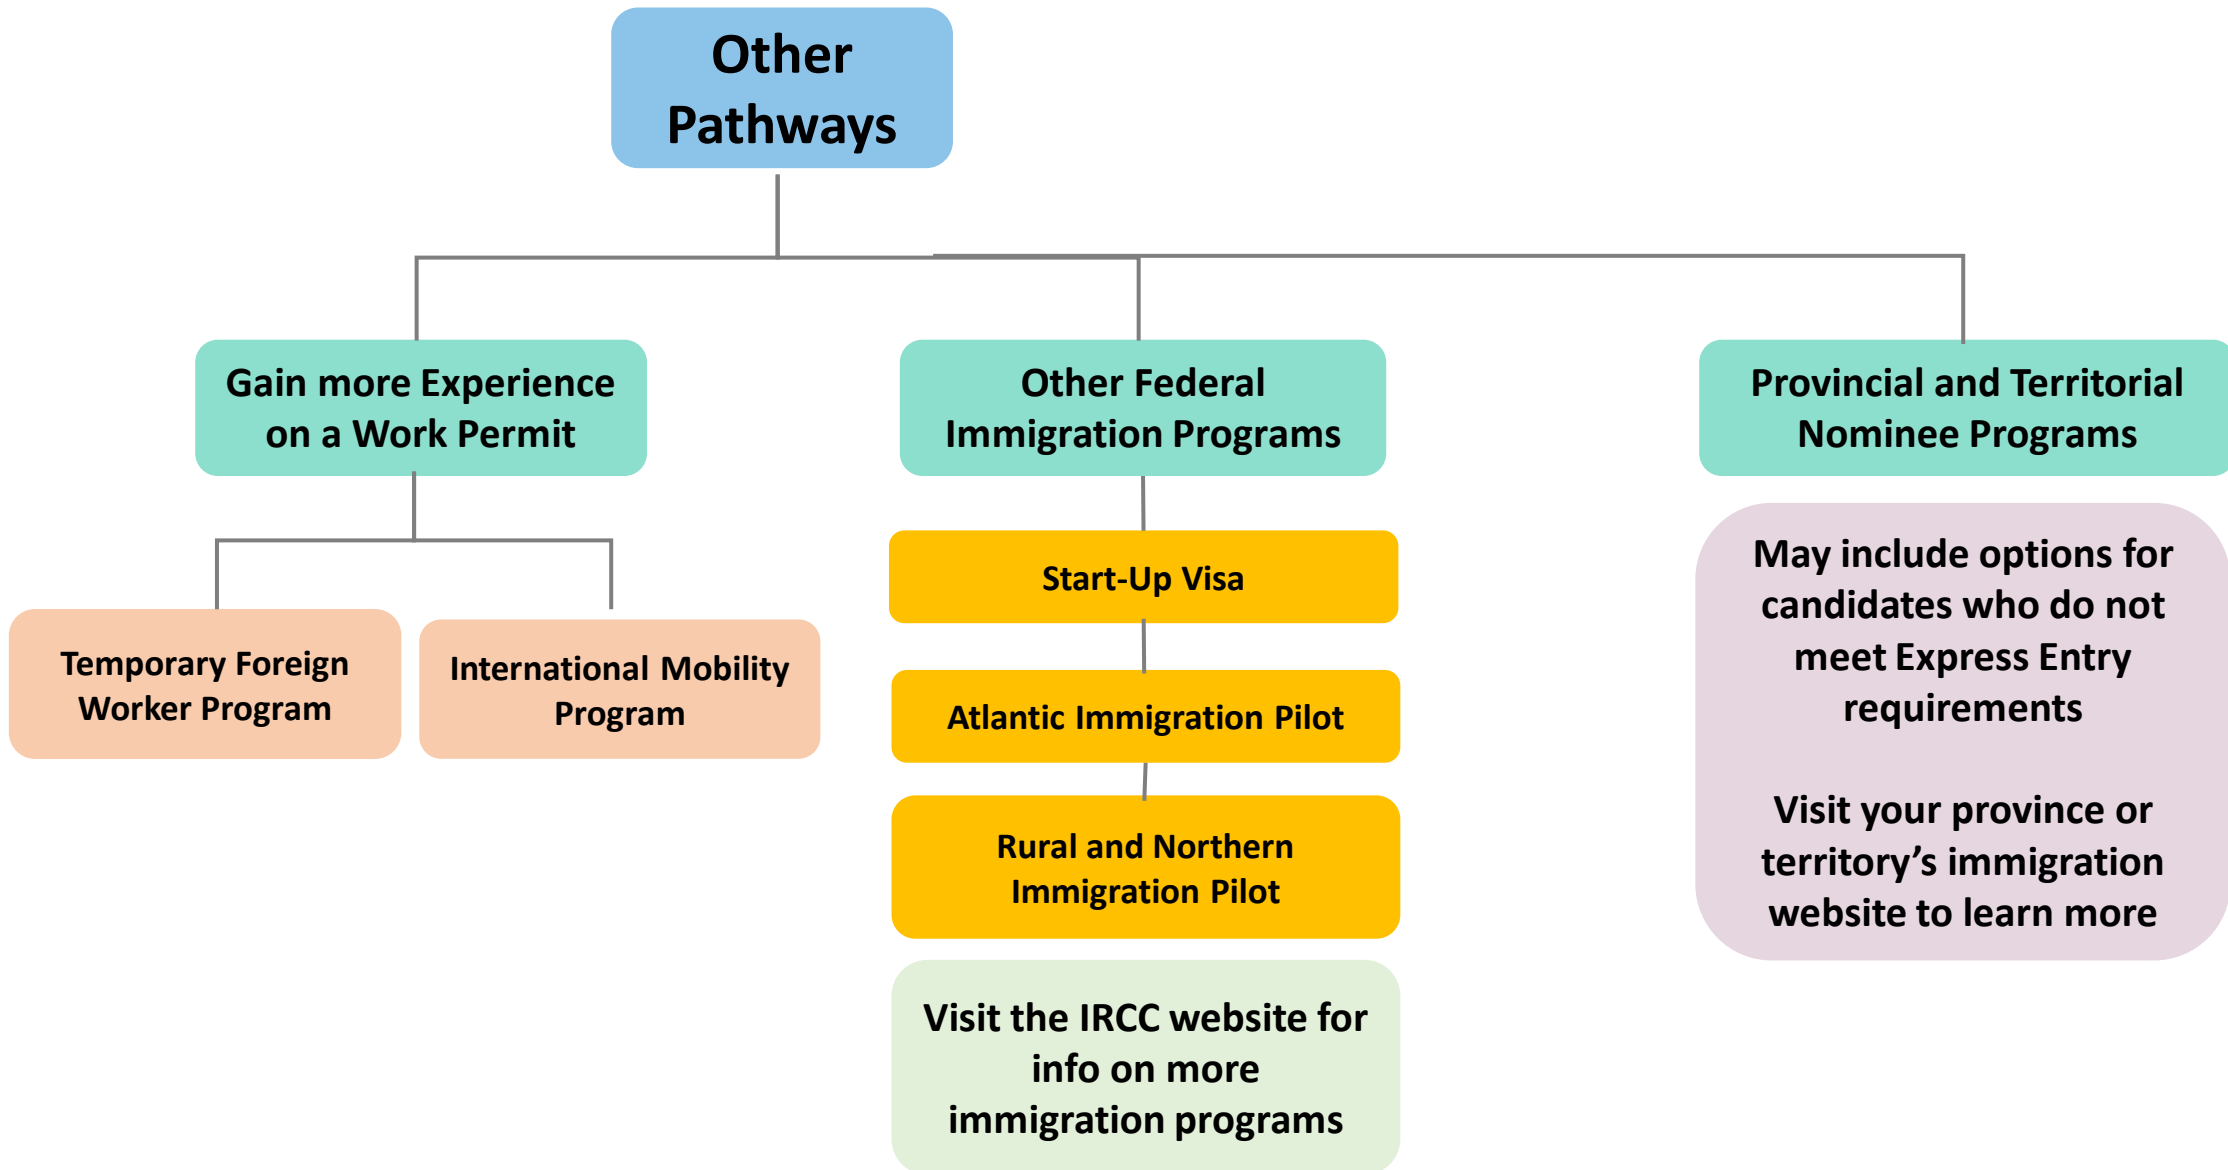 Other
Pathways
Gain more Experience
on a Work Permit
Other Federal
Immigration Programs
Provincial and Territorial
Nominee Programs
Temporary Foreign
Worker Program
International Mobility
Program
Start-Up Visa
Atlantic Immigration Pilot
Rural and Northern
Immigration Pilot
Visit the IRCC website for
info on more
immigration programs
May include options for
candidates who do not
meet Express Entry
requirements
Visit your province or
territory’s immigration
website to learn more